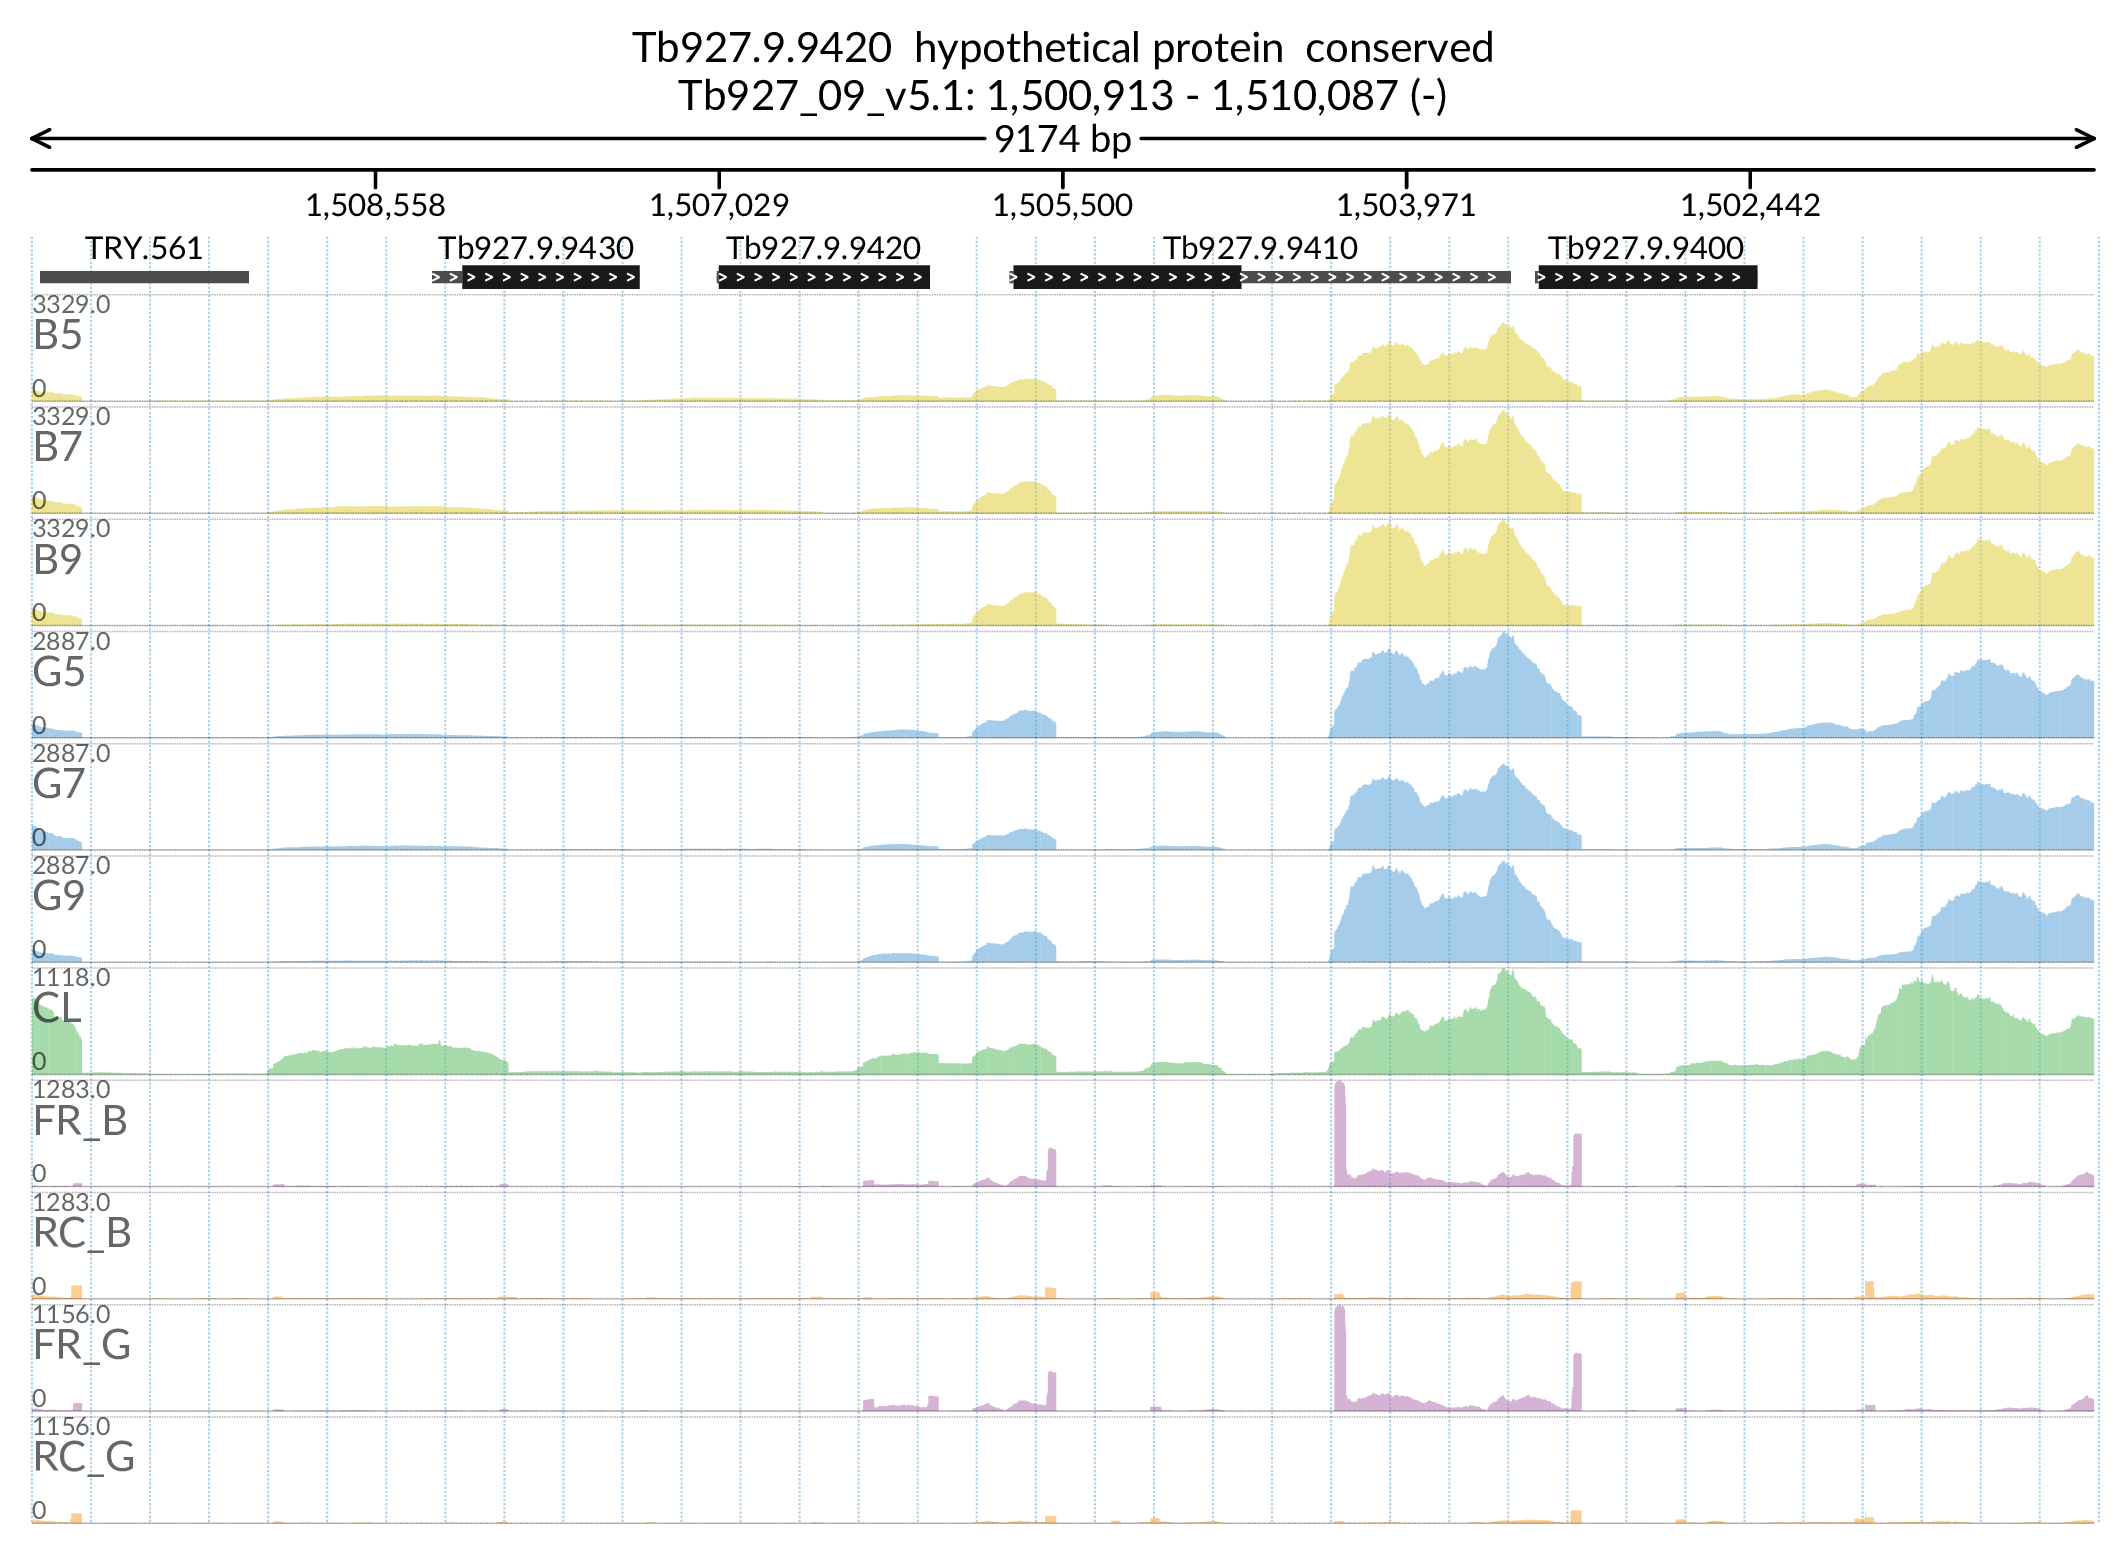 Tb927.9.9420  hypothetical protein  conserved
Tb927_09_v5.1: 1,500,913 - 1,510,087 (-)
9174 bp
1,508,558 1,507,029 1,505,500 1,503,971 1,502,442
TRY.561 Tb927.9.9430 Tb927.9.9420 Tb927.9.9410 Tb927.9.9400
3329.0
B5
0
3329.0
B7
0
3329.0
B9
0
2887.0
G5
0
2887.0
G7
0
2887.0
G9
0
1118.0
CL
0
1283.0
FR_B
0
1283.0
RC_B
0
1156.0
FR_G
0
1156.0
RC_G
0